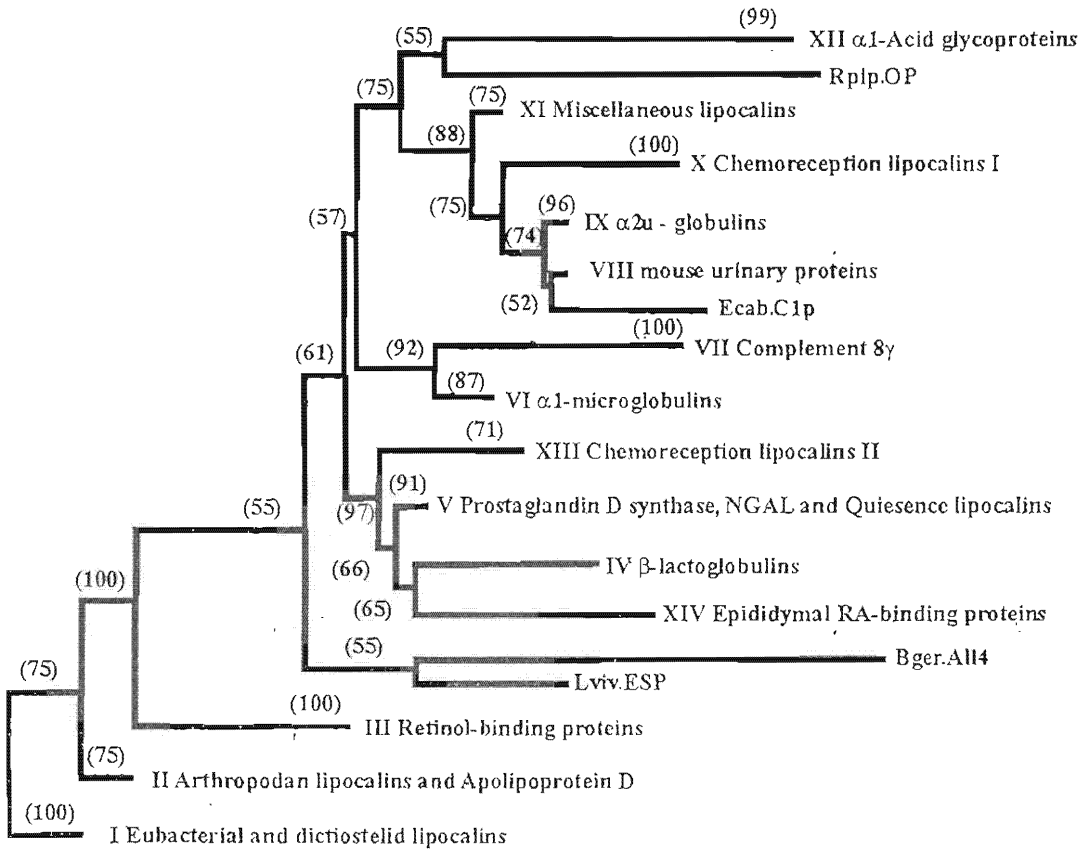 (99)
(55)
XII α1-Acid glycoproteins
Rplp.OP
(75)
(75)
XI Miscellaneous lipocalins
(88)
(100)
X Chemoreception lipocalins I
(75)
(96)
IX α2u - globulins
(57)
(74)
VIII mouse urinary proteins
(52)
Ecab.C1p
(100)
VII Complement 8γ
(61)
(92)
(87)
VI α1-microglobulins
(71)
XIII Chemoreception lipocalins II
(91)
V Prostaglandin D synthase, NGAL and Quiesence lipocalins
(55)
(97)
(66)
IV β-lactoglobulins
(100)
(65)
XIV Epididymal RA-binding proteins
(55)
Bger.All4
(75)
Lviv.ESP
(100)
III Retinol-binding proteins
(75)
II Arthropodan lipocalins and Apolipoprotein D
(100)
I Eubacterial and dictiostelid lipocalins